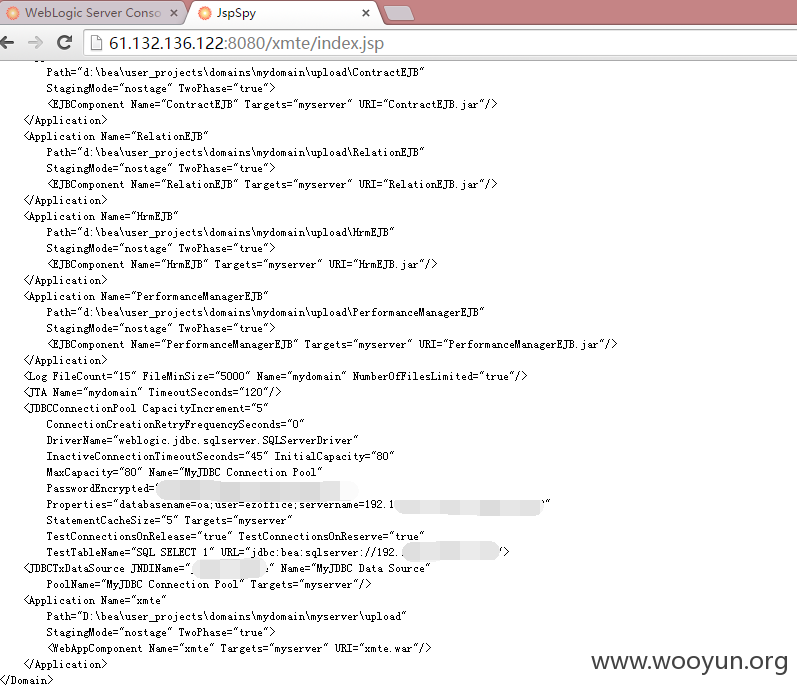 WebLogic Server Conso
JspSpy
61.132.136.122:8080/xmte/index.jsp
Path="d:\bea\user_projects\domains\mydomain\upload\ContractEJB"
StagingMode="nostage" TwoPhase="true">
<EJBComponent Name="ContractEJB" Targets="myserver" URI="ContractEJB.jar"/>
</Application>
<Application Name="RelationEJB"
Path="d:\bea\user_projects\domains\mydomain\upload\RelationEJB"
StagingMode="nostage" TwoPhase="true">
<EJBComponent Name="RelationEJB" Targets="myserver" URI="RelationEJB.jar"/>
</Application>
<Application Name="HrmEJB"
Path="d:\bea\user_projects\domains\mydomain\upload\HrmEJB"
StagingMode="nostage" TwoPhase="true">
<EJBComponent Name="HrmEJB" Targets="myserver" URI="HrmEJB.jar"/>
</Application>
<Application Name="PerformanceManagerEJB"
Path="d:\bea\user_projects\domains\mydomain\upload\PerformanceManagerEJB"
StagingMode="nostage" TwoPhase="true">
<EJBComponent Name="PerformanceManagerEJB" Targets="myserver" URI="PerformanceManagerEJB.jar"/>
</Application>
<Log FileCount="15" FileMinSize="5000" Name="mydomain" NumberOfFilesLimited="true"/>
<JTA Name="mydomain" TimeoutSeconds="120"/>
<JDBCConnectionPool CapacityIncrement="5"
ConnectionCreationRetryFrequencySeconds="0"
DriverName="weblogic.jdbc.sqlserver.SQLServerDriver"
InactiveConnectionTimeoutSeconds="45" InitialCapacity="80"
MaxCapacity="80" Name="MyJDBC Connection Pool"
PasswordEncrypted=
Properties="databasename=oa;user=ezoffice;servername=192.1
StatementCacheSize="5" Targets="myserver"
TestConnectionsOnRelease="true" TestConnectionsOnReserve="true"
TestTableName="SQL SELECT 1" URL="jdbc:bea:sqlserver://192. />
<JDBCTxDataSource JNDIName=" " Name="MyJDBC Data Source"
PoolName="MyJDBC Connection Pool" Targets="myserver"/>
<Application Name="xmte"
Path="D:\bea\user_projects\domains\mydomain\myserver\upload"
StagingMode="nostage" TwoPhase="true">
<WebAppComponent Name="xmte" Targets="myserver" URI="xmte.war"/>
</Application>
</Domain>
www.wooyun.org